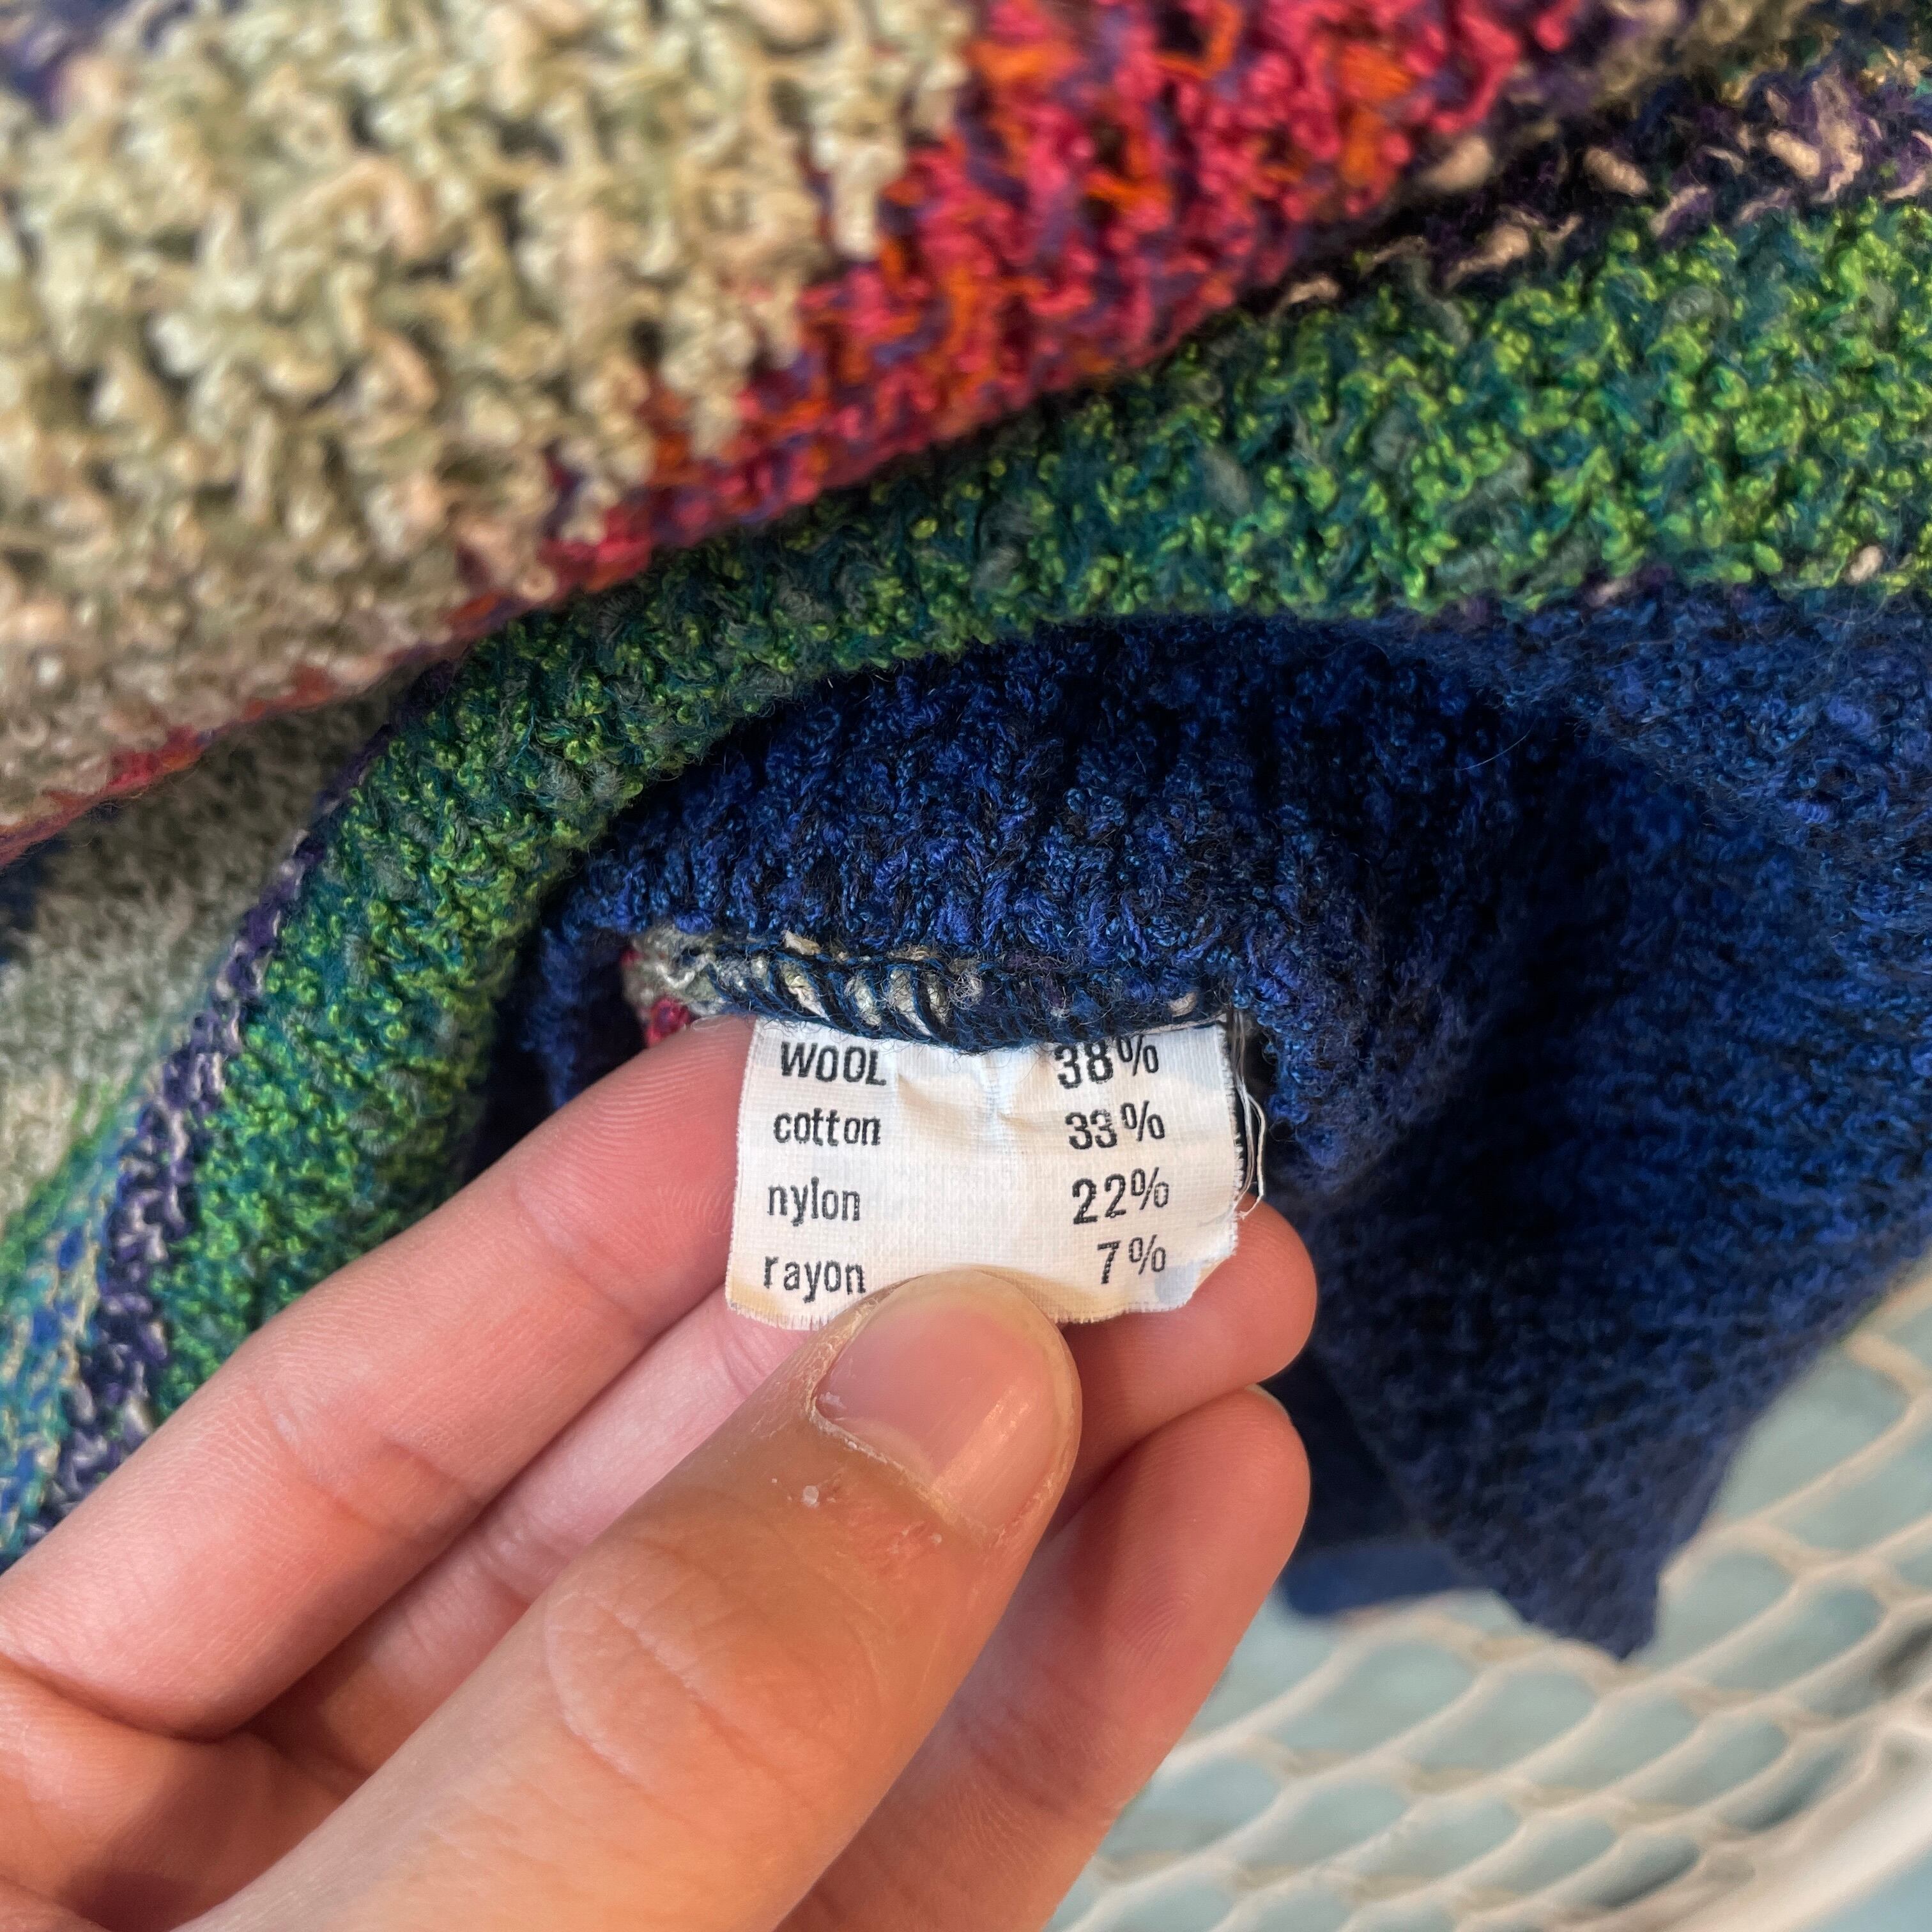 WOOL 38%
cotton 33%
nylon 22%
rayon 7%